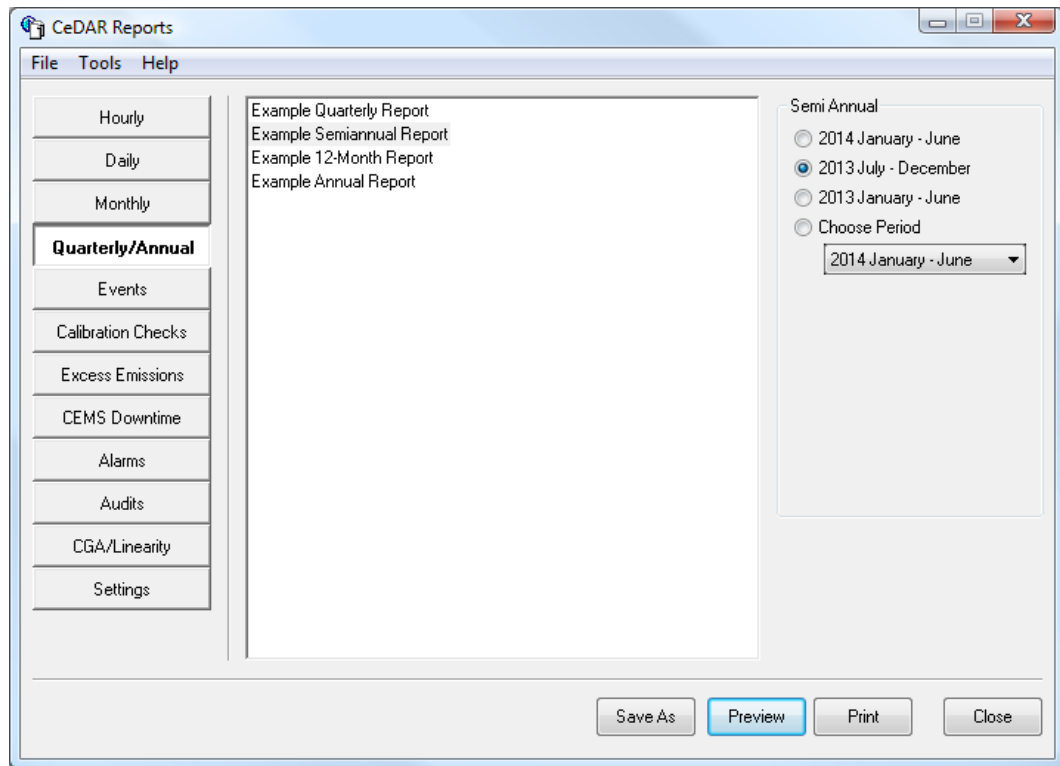 CeDAR Reports
File Tools Help
Hourly
Daily
Monthly
Quarterly/Annual
Events
Calibration Checks
Excess Emissions
CEMS Downtime
Alarms
Audits
CGA/Linearity
Settings
Example Quarterly Report
Example Semiannual Report
Example 12-Month Report
Example Annual Report
Semi Annual
2014 January - June
2013 July - December
2013 January - June
Choose Period
2014 January - June
Save As Preview Print Close